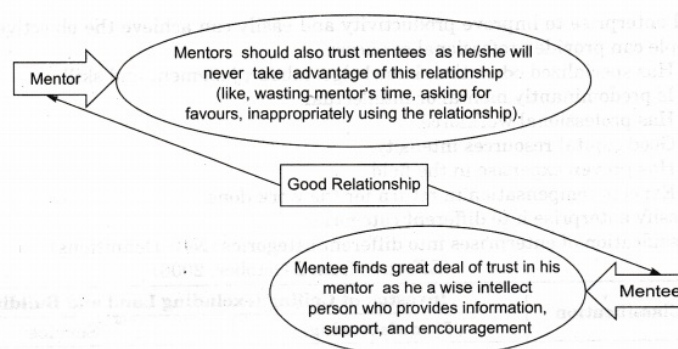 Mentors should also trust mentees as he/she will
never take advantage of this relationship
(like, wasting mentor's time, asking for
favours, inappropriately using the relationship).
Mentor
Good Relationship
Mentee finds great deal of trust in his
mentor as he a wise intellect
person who provides information,
support, and encouragement
Mentee